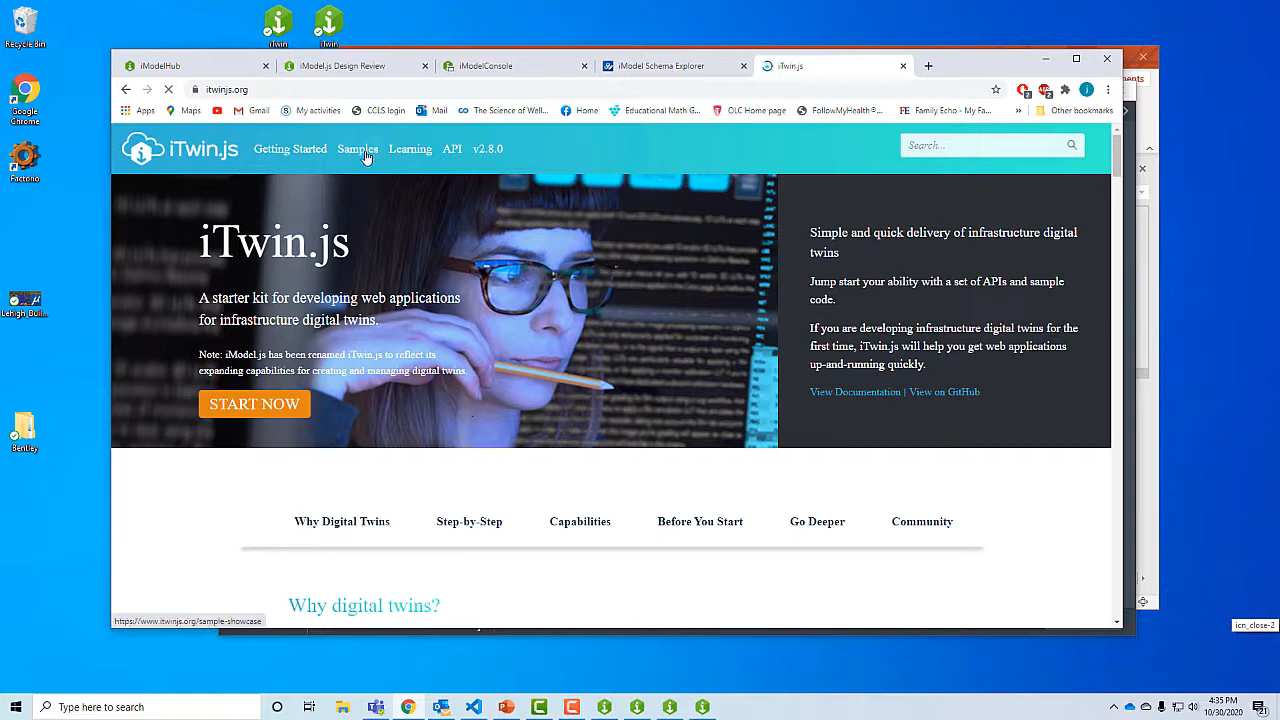 Recycle Bin
Google
Chrome
Factorio
Lehigh_Buil...
Bentley
iTwin
iTwin
iModelHub
iModel.js Design Review
iModelConsole
iModel Schema Explorer
iTwin.js
itwinjs.org
Apps
Maps
Gmail
My activities
CCLS login
Mail
The Science of Well...
Home
Educational Math G...
OLC Home page
FollowMyHealth®...
FE Family Echo - My Fa...
»
Other bookmarks
iTwin.js
Getting Started
Samples
Learning
API
v2.8.0
Search...
iTwin.js
A starter kit for developing web applications
for infrastructure digital twins.
Note: iModel.js has been renamed iTwin.js to reflect its
expanding capabilities for creating and managing digital twins.
START NOW
Simple and quick delivery of infrastructure digital
twins
Jump start your ability with a set of APIs and sample
code.
If you are developing infrastructure digital twins for the
first time, iTwin.js will help you get web applications
up-and-running quickly.
View Documentation | View on GitHub
Why Digital Twins
Step-by-Step
Capabilities
Before You Start
Go Deeper
Community
Why digital twins?
https://www.itwinjs.org/sample-showcase
icn_close-2
Type here to search
4:35 PM
10/30/2020
21